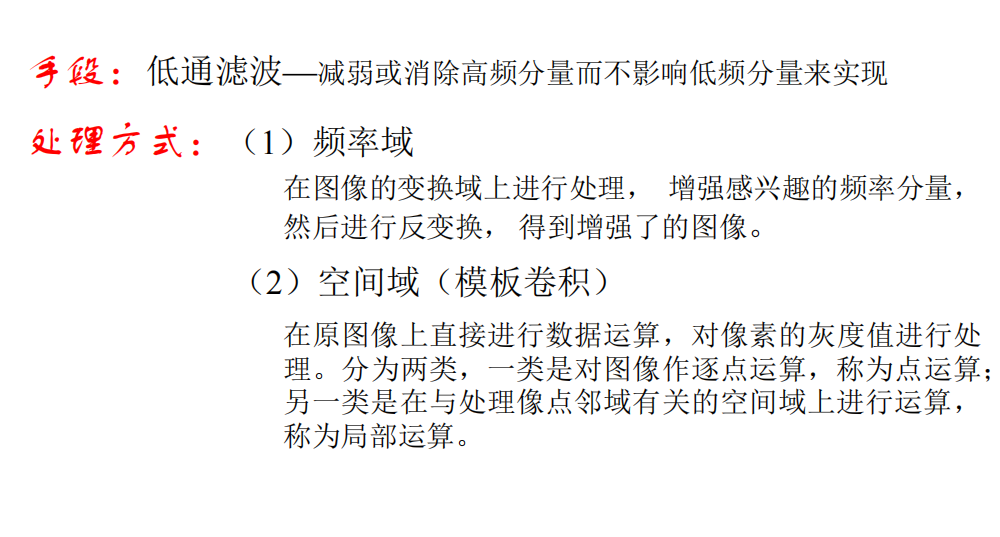 手段：低通滤波—减弱或消除高频分量而不影响低频分量来实现
处理方式：（1）频率域
在图像的变换域上进行处理， 增强感兴趣的频率分量，
然后进行反变换， 得到增强了的图像。
（2）空间域（模板卷积）
在原图像上直接进行数据运算，对像素的灰度值进行处
理。分为两类，一类是对图像作逐点运算，称为点运算；
另一类是在与处理像点邻域有关的空间域上进行运算，
称为局部运算。